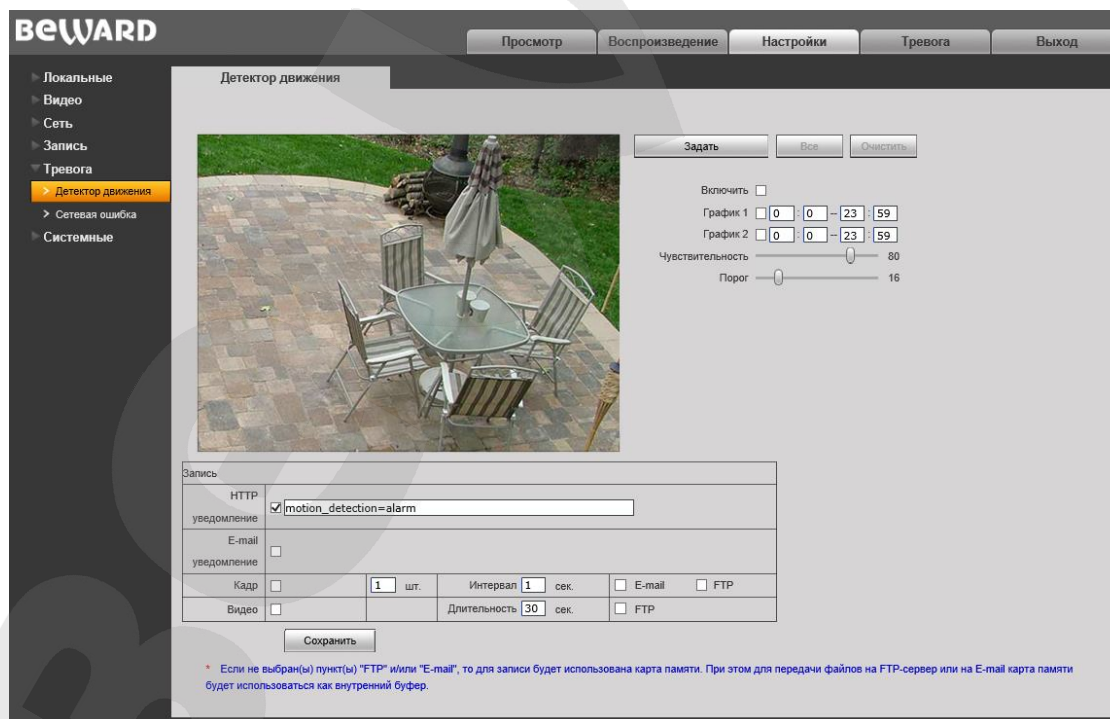 BEWARD
Просмотр Воспроизведение Настройки Тревога Выход
Локальные
Видео
Сеть
Запись
Тревога
> Детектор движения
> Сетевая ошибка
Системные
Детектор движения
Задать Все Очистить
Включить
График 1 0 : 0 -- 23 : 59
График 2 0 : 0 -- 23 : 59
Чувствительность 80
Порог 16
Запись
HTTP
уведомление
motion_detection=alarm
E-mail
уведомление
Кадр 1 шт. Интервал 1 сек. E-mail FTP
Видео Длительность 30 сек. FTP
Сохранить
* Если не выбран(ы) пункт(ы) "FTP" и/или "E-mail", то для записи будет использована карта памяти. При этом для передачи файлов на FTP-сервер или на E-mail карта памяти
будет использоваться как внутренний буфер.